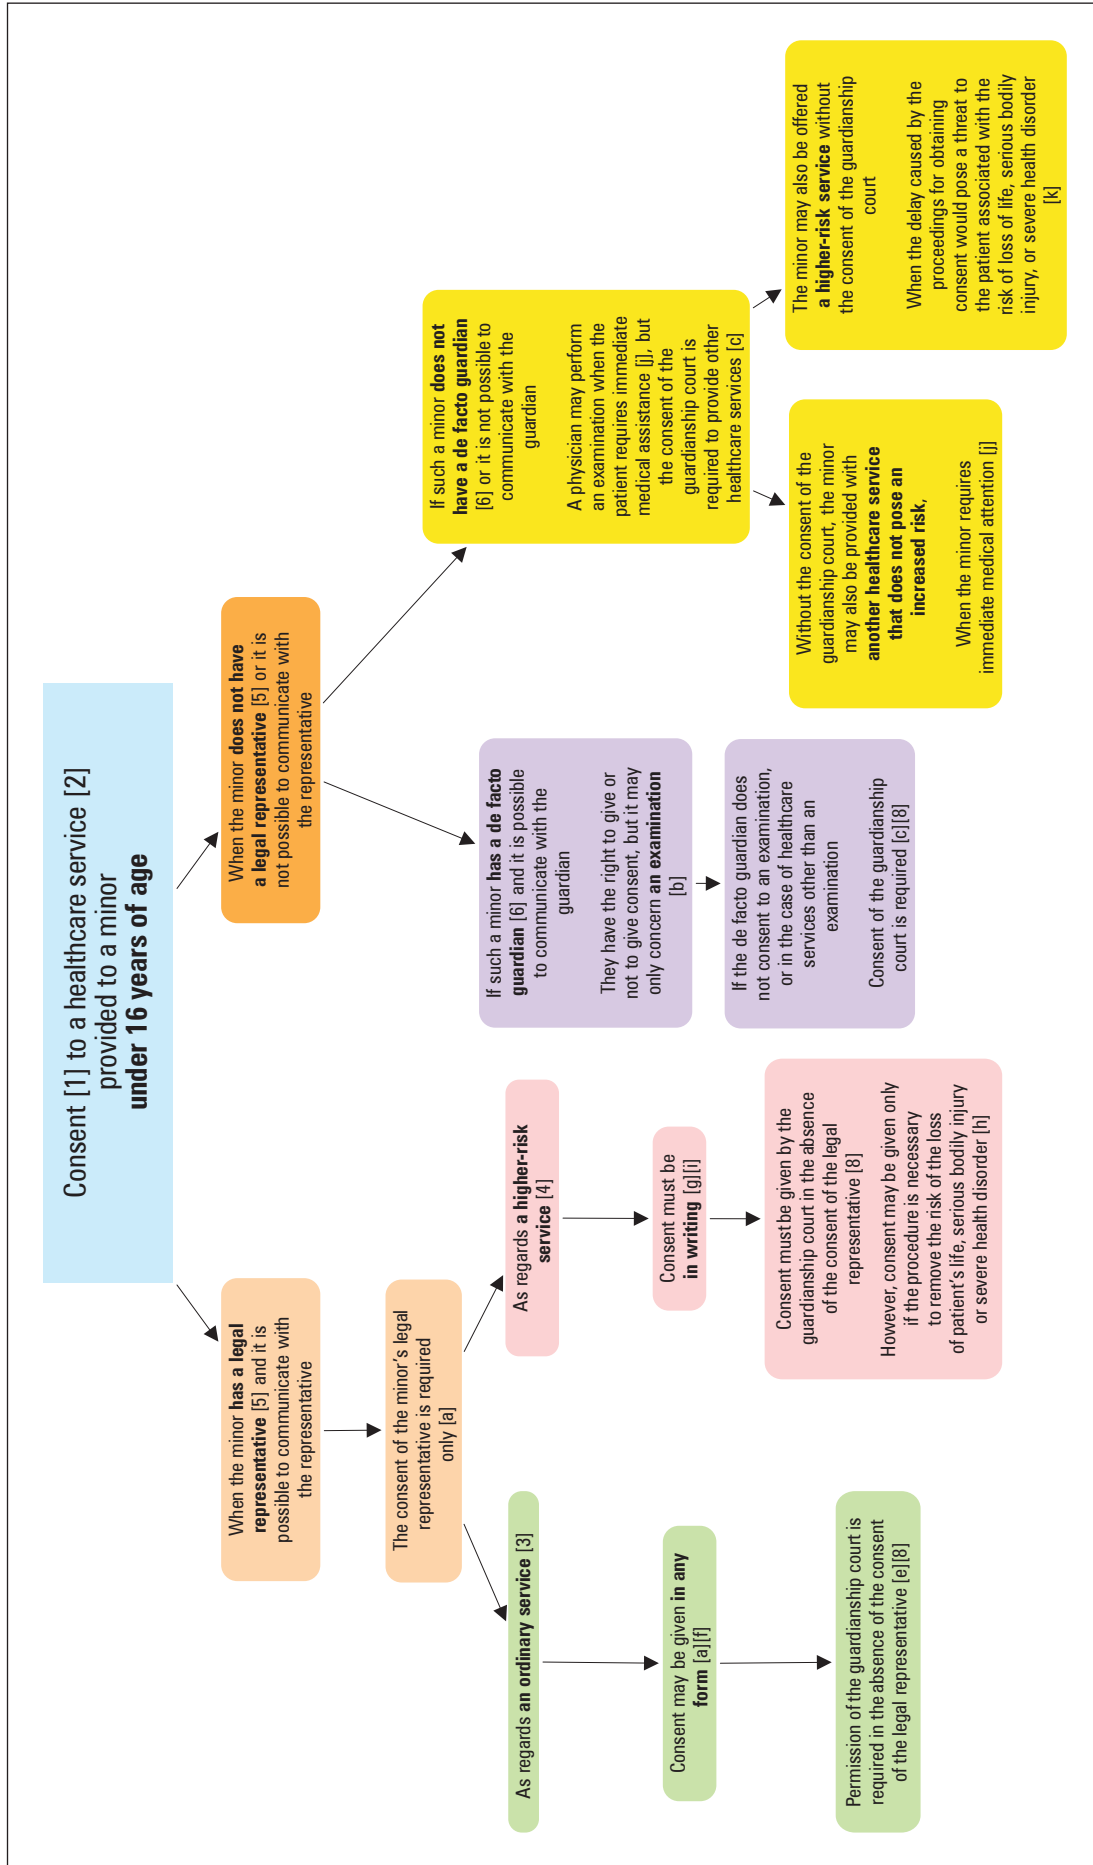 Consent [1] to a healthcare service [2]
provided to a minor
under 16 years of age
When the minor has a legal
representative [5] and it is
possible to communicate with
the representative
The consent of the minor's legal
representative is required
only [a]
As regards an ordinary service [3]
Consent may be given in any
form [a][f]
Permission of the guardianship court is
required in the absence of the consent
of the legal representative [e][8]
As regards a higher-risk
service [4]
Consent must be
in writing [g][i]
Consent must be given by the
guardianship court in the absence
of the consent of the legal
representative [8]
However, consent may be given only
if the procedure is necessary
to remove the risk of the loss
of patient's life, serious bodily injury
or severe health disorder [h]
When the minor does not have
a legal representative [5] or it is
not possible to communicate with
the representative
If such a minor has a de facto
guardian [6] and it is possible
to communicate with the
guardian
They have the right to give or
not to give consent, but it may
only concern an examination
[b]
If the de facto guardian does
not consent to an examination,
or in the case of healthcare
services other than an
examination
Consent of the guardianship
court is required [c][8]
If such a minor does not
have a de facto guardian
[6] or it is not possible to
communicate with the
guardian
A physician may perform
an examination when the
patient requires immediate
medical assistance [j], but
the consent of the
guardianship court is
required to provide other
healthcare services [c]
Without the consent of the
guardianship court, the minor
may also be provided with
another healthcare service
that does not pose an
increased risk,
When the minor requires
immediate medical attention [j]
The minor may also be offered
a higher-risk service without
the consent of the guardianship
court
When the delay caused by the
proceedings for obtaining
consent would pose a threat to
the patient associated with the
risk of loss of life, serious bodily
injury, or severe health disorder
[k]